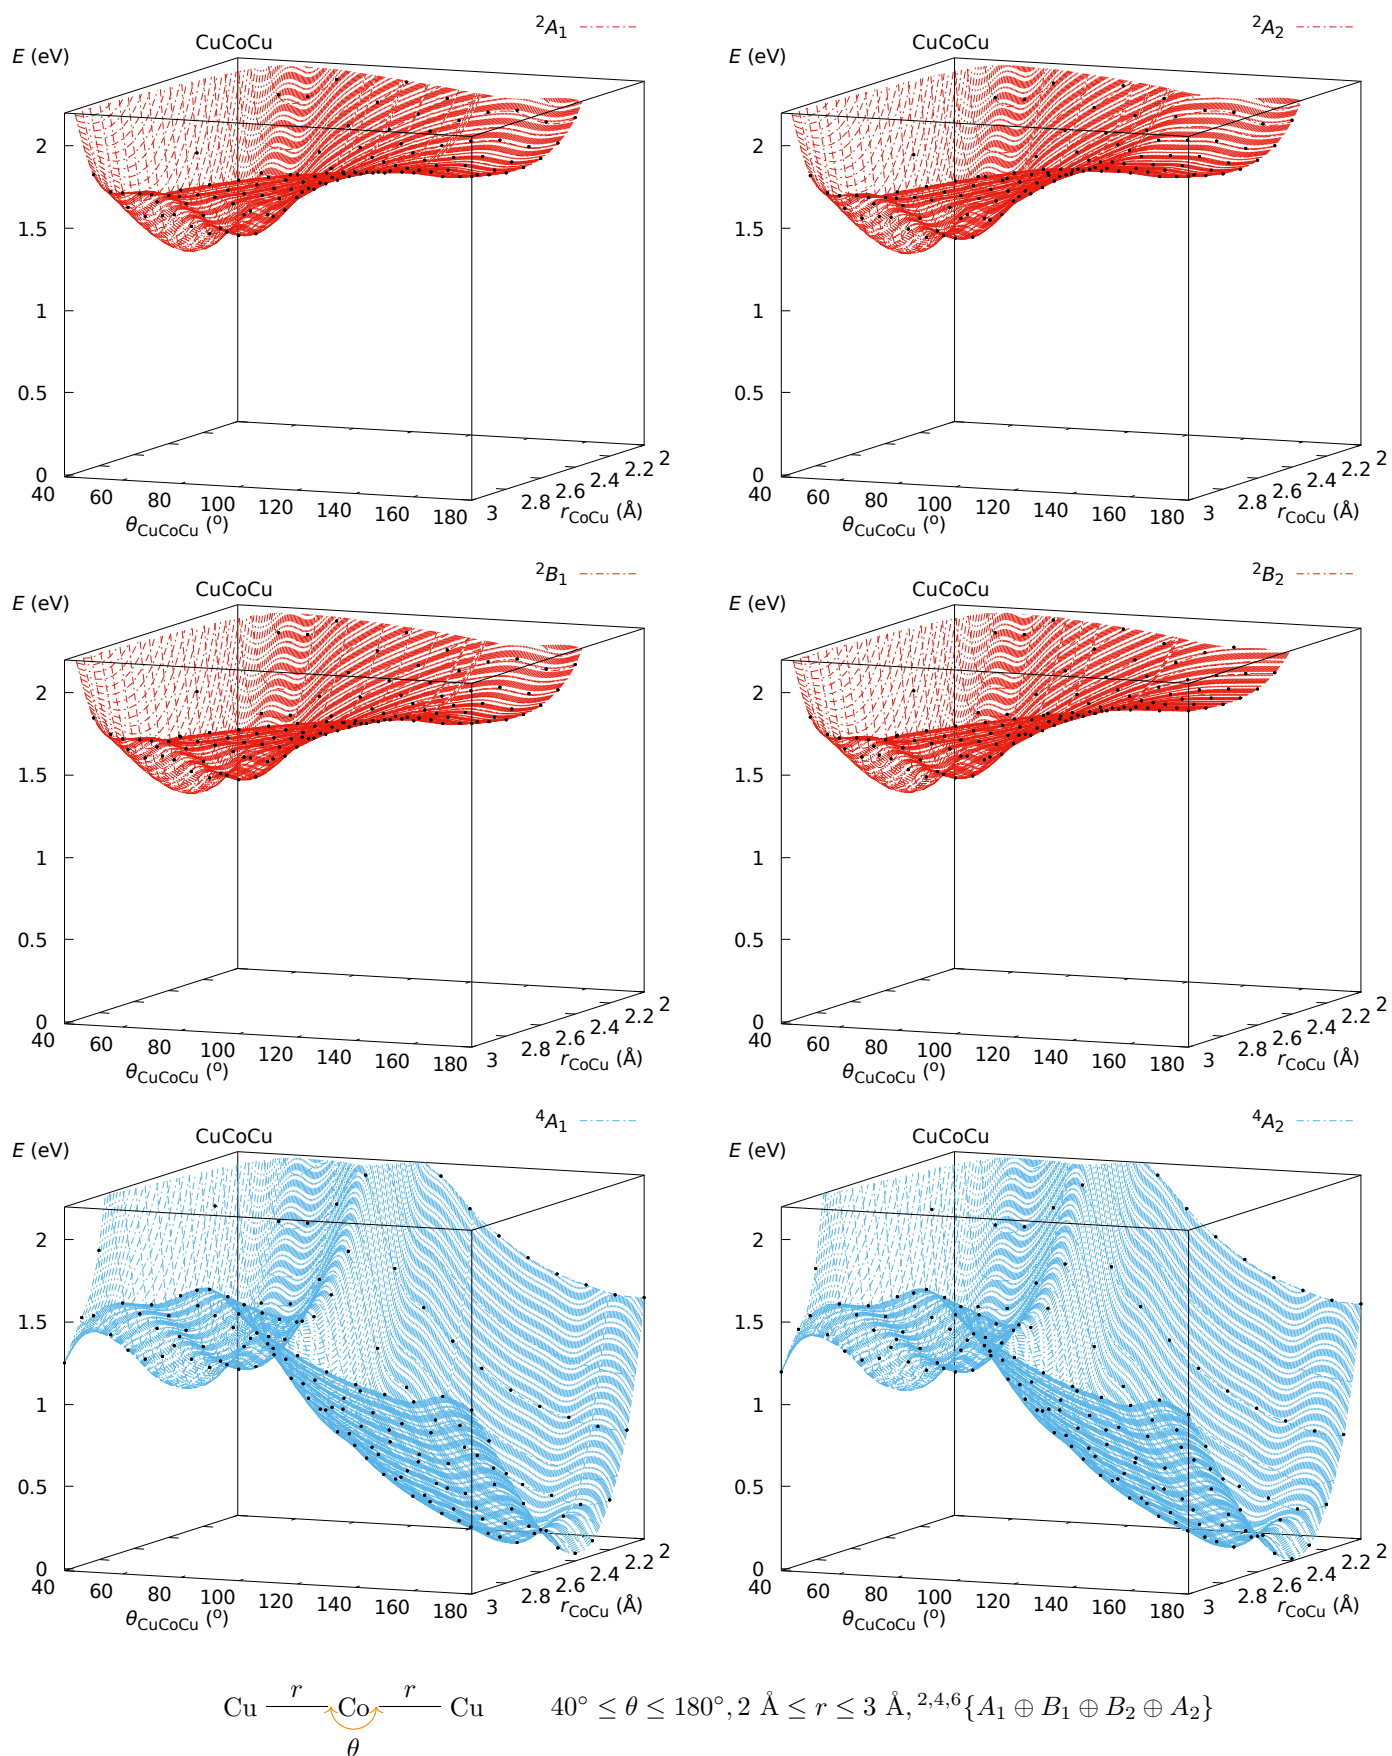 ²A₁
CuCoCu
E (eV)
2
1.5
1
0.5
0
40 60 80 100 120 140 160 180
3 2.8 2.6 2.4 2.2 2
θCuCoCu (°)
rCoCu (Å)
²A₂
CuCoCu
E (eV)
2
1.5
1
0.5
0
40 60 80 100 120 140 160 180
3 2.8 2.6 2.4 2.2 2
θCuCoCu (°)
rCoCu (Å)
²B₁
CuCoCu
E (eV)
2
1.5
1
0.5
0
40 60 80 100 120 140 160 180
3 2.8 2.6 2.4 2.2 2
θCuCoCu (°)
rCoCu (Å)
²B₂
CuCoCu
E (eV)
2
1.5
1
0.5
0
40 60 80 100 120 140 160 180
3 2.8 2.6 2.4 2.2 2
θCuCoCu (°)
rCoCu (Å)
⁴A₁
CuCoCu
E (eV)
2
1.5
1
0.5
0
40 60 80 100 120 140 160 180
3 2.8 2.6 2.4 2.2 2
θCuCoCu (°)
rCoCu (Å)
⁴A₂
CuCoCu
E (eV)
2
1.5
1
0.5
0
40 60 80 100 120 140 160 180
3 2.8 2.6 2.4 2.2 2
θCuCoCu (°)
rCoCu (Å)
r r
Cu Co Cu
θ
40° ≤ θ ≤ 180°, 2 Å ≤ r ≤ 3 Å, ²,⁴,⁶{A₁ ⊕ B₁ ⊕ B₂ ⊕ A₂}